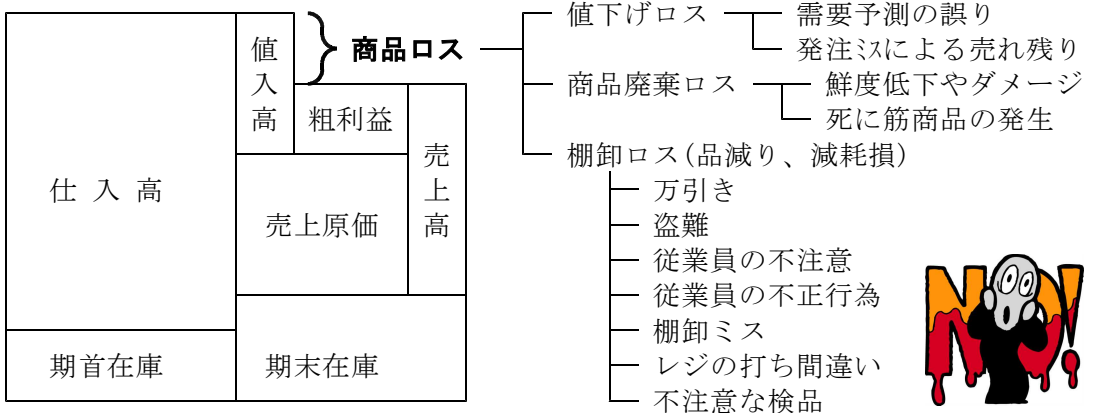 値入高
商品ロス
粗利益
売上高
仕入高
売上原価
期首在庫
期末在庫
値下げロス
需要予測の誤り
発注ﾐｽによる売れ残り
商品廃棄ロス
鮮度低下やダメージ
死に筋商品の発生
棚卸ロス(品減り、減耗損)
万引き
盗難
従業員の不注意
従業員の不正行為
棚卸ミス
レジの打ち間違い
不注意な検品
NO!